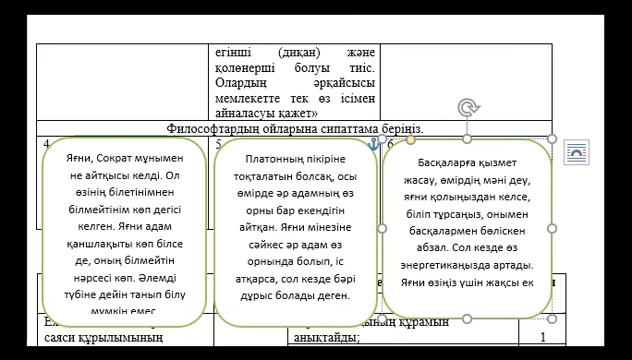 егінші (диқан) және
қолөнерші болуы тиіс.
Олардың әрқайсысы
мемлекетте тек өз ісімен
айналасуы қажет»
Философтардың ойларына сипаттама беріңіз.
4
5
6
Яғни, Сократ мұнымен
не айтқысы келді. Ол
өзінің білетінімнен
білмейтінім көп дегісі
келген. Яғни адам
қаншлақыты көп білсе
де, оның білмейтін
нәрсесі көп. Әлемді
түбіне дейін танып білу
мүмкін емес
Платонның пікіріне
тоқталатын болсақ, осы
өмірде әр адамның өз
орны бар екендігін
айтқан. Яғни мінезіне
сәйкес әр адам өз
орнында болып, іс
атқарса, сол кезде бәрі
дұрыс болады деген.
Басқаларға қызмет
жасау, өмірдің мәні деу,
яғни қолыңыздан келсе,
біліп тұрсаңыз, онымен
басқалармен бөліскен
абзал. Сол кезде өз
энергетикаңызда артады.
Яғни өзіңіз үшін жақсы ек
құрамын
саяси құрылымының
анықтайды;
1